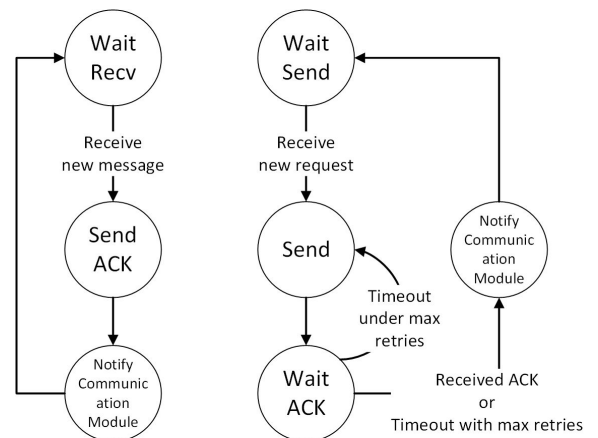 Wait
Recv
Receive
new message
Send
ACK
Notify
Communic
ation
Module
Wait
Send
Receive
new request
Send
Timeout
under max
retries
Wait
ACK
Notify
Communic
ation
Module
Received ACK
or
Timeout with max retries